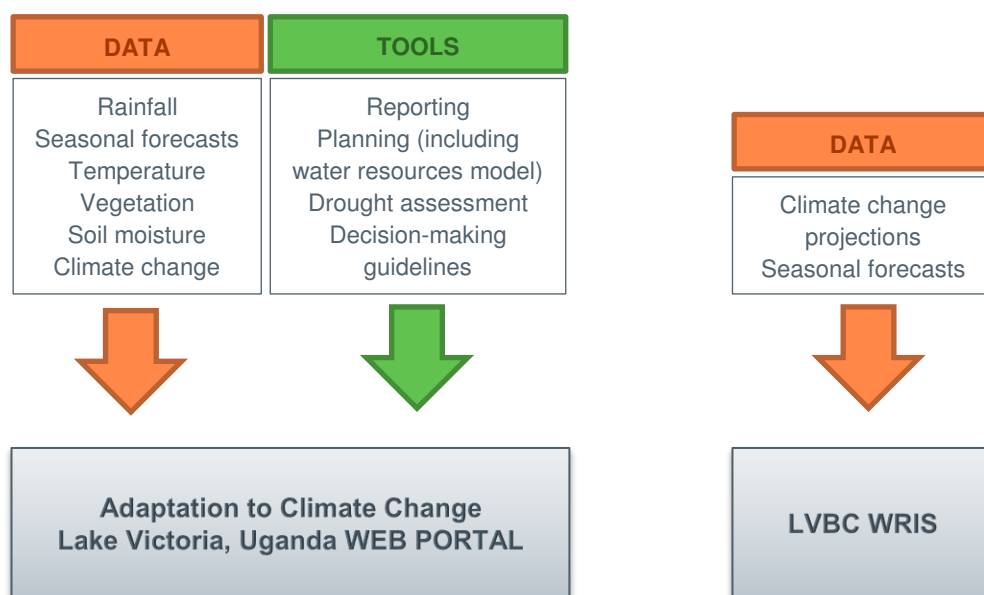 DATA
Rainfall
Seasonal forecasts
Temperature
Vegetation
Soil moisture
Climate change
TOOLS
Reporting
Planning (including
water resources model)
Drought assessment
Decision-making
guidelines
Adaptation to Climate Change
Lake Victoria, Uganda WEB PORTAL
DATA
Climate change
projections
Seasonal forecasts
LVBC WRIS